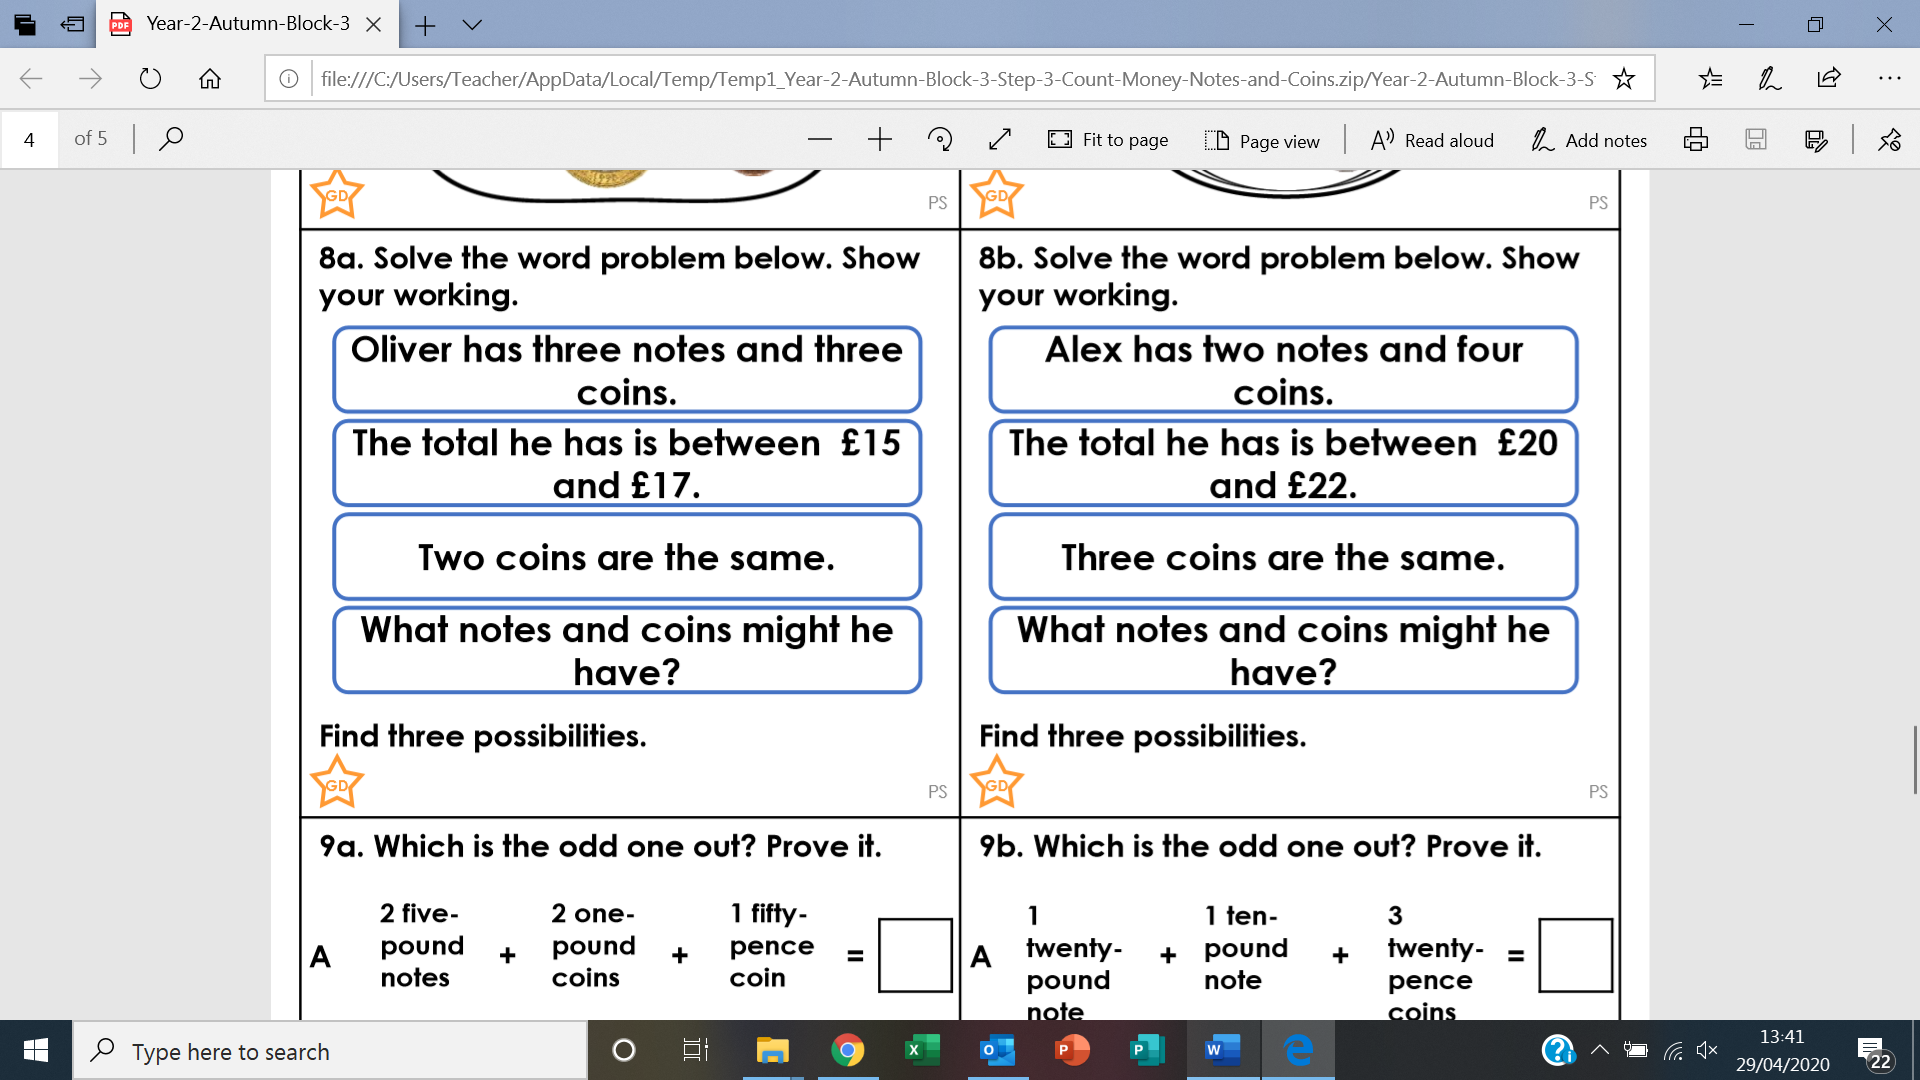 Year-2-Autumn-Block-3
file:///C:/Users/Teacher/AppData/Local/Temp/Temp1_Year-2-Autumn-Block-3-Step-3-Count-Money-Notes-and-Coins.zip/Year-2-Autumn-Block-3-S
4 of 5
Fit to page
Page view
Read aloud
Add notes
GD
PS
GD
PS
8a. Solve the word problem below. Show
your working.
Oliver has three notes and three
coins.
The total he has is between £15
and £17.
Two coins are the same.
What notes and coins might he
have?
Find three possibilities.
GD
PS
8b. Solve the word problem below. Show
your working.
Alex has two notes and four
coins.
The total he has is between £20
and £22.
Three coins are the same.
What notes and coins might he
have?
Find three possibilities.
GD
PS
9a. Which is the odd one out? Prove it.
A
2 five-
pound
notes
+
2 one-
pound
coins
+
1 fifty-
pence
coin
=
9b. Which is the odd one out? Prove it.
A
1
twenty-
pound
note
+
1 ten-
pound
note
+
3
twenty-
pence
coins
=
Type here to search
13:41
29/04/2020
22